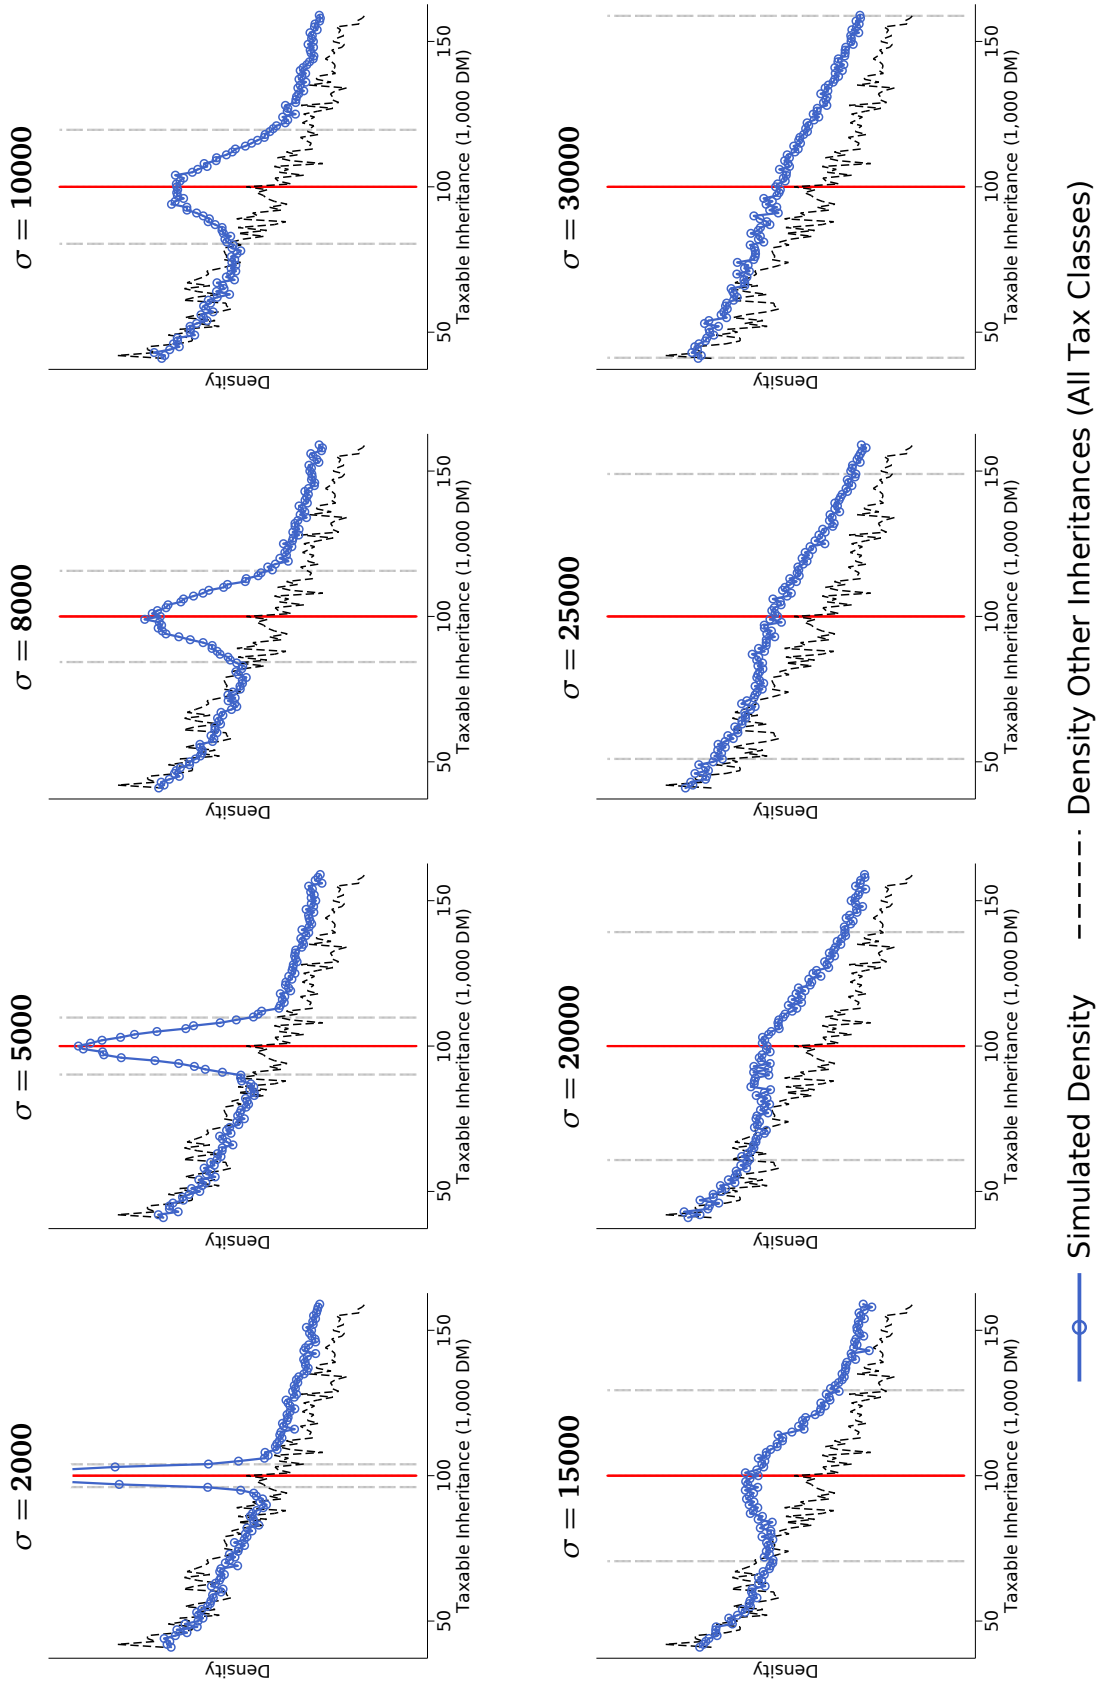 σ = 2000
Density
50 100 150
Taxable Inheritance (1,000 DM)
σ = 5000
Density
50 100 150
Taxable Inheritance (1,000 DM)
σ = 8000
Density
50 100 150
Taxable Inheritance (1,000 DM)
σ = 10000
Density
50 100 150
Taxable Inheritance (1,000 DM)
σ = 15000
Density
50 100 150
Taxable Inheritance (1,000 DM)
σ = 20000
Density
50 100 150
Taxable Inheritance (1,000 DM)
σ = 25000
Density
50 100 150
Taxable Inheritance (1,000 DM)
σ = 30000
Density
50 100 150
Taxable Inheritance (1,000 DM)
Simulated Density Density Other Inheritances (All Tax Classes)